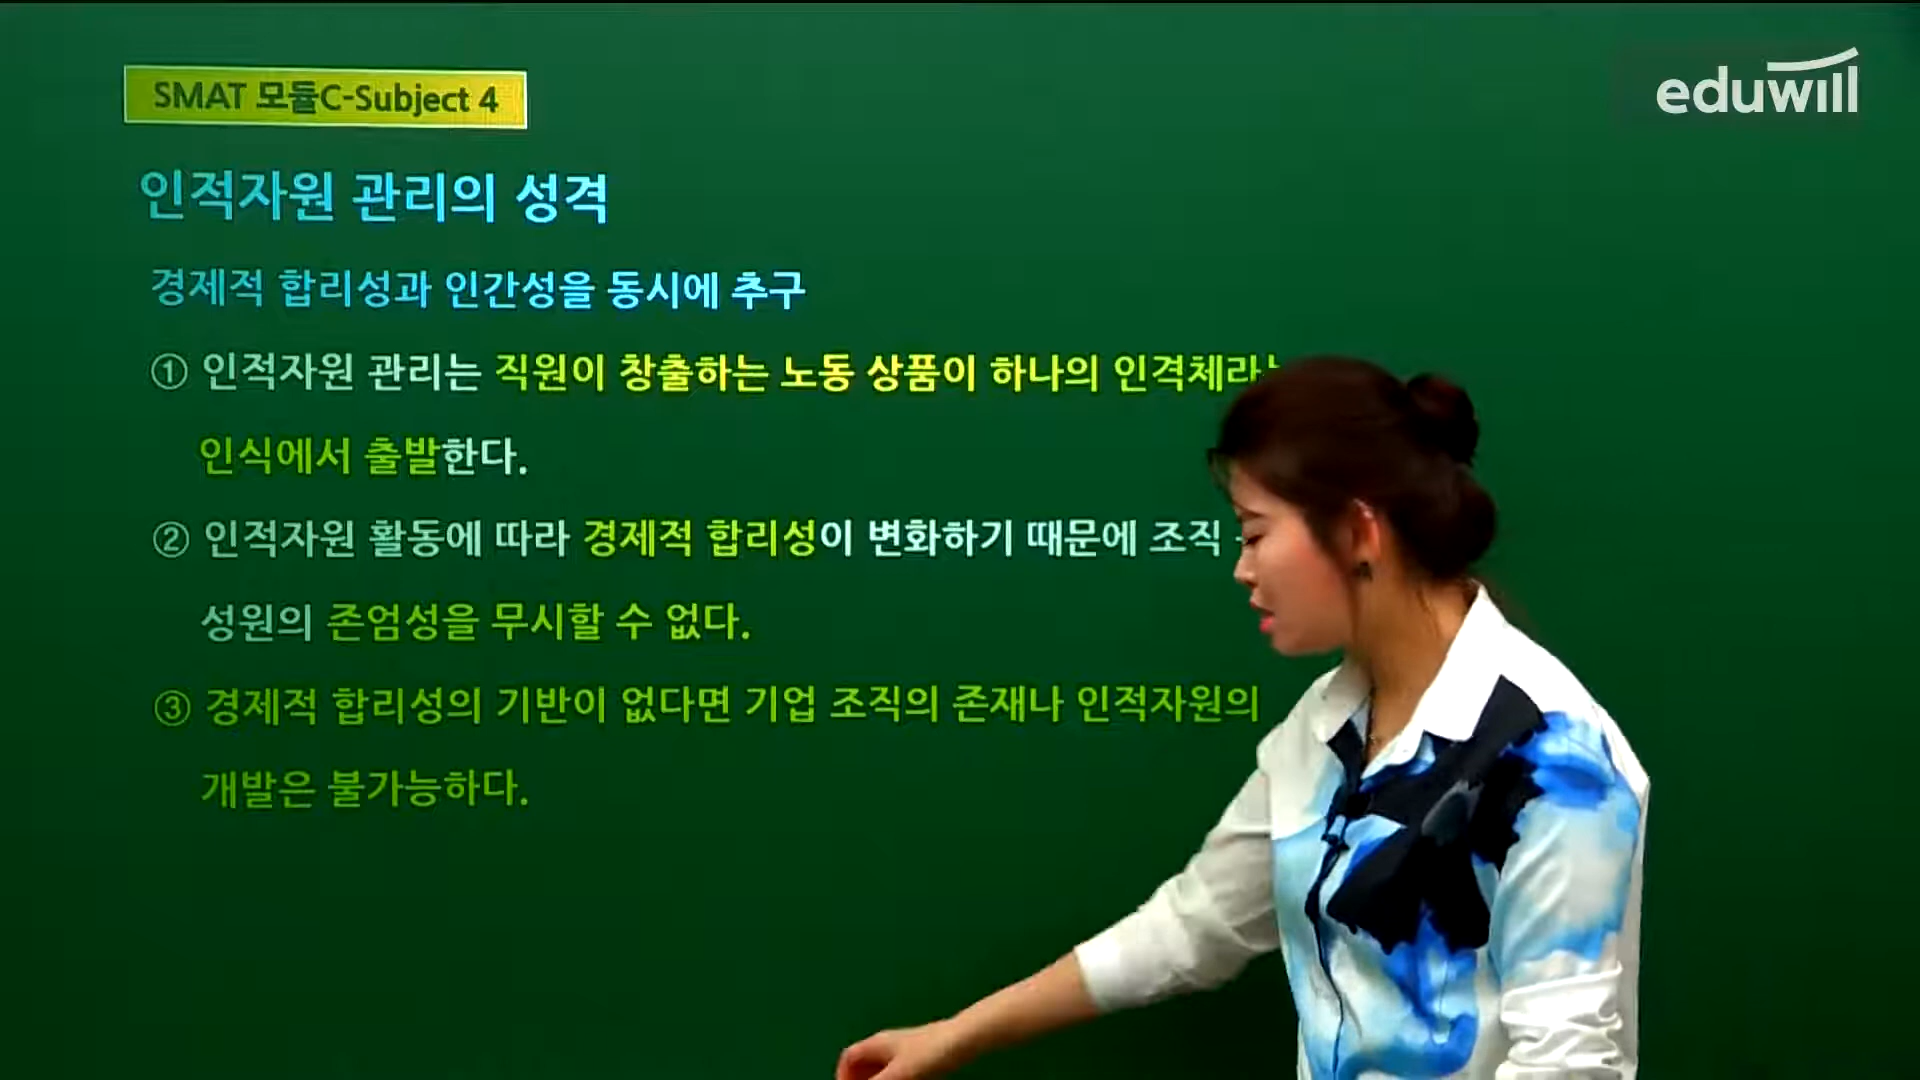 SMAT 모듈C-Subject 4
eduwill
인적자원 관리의 성격
경제적 합리성과 인간성을 동시에 추구
① 인적자원 관리는 직원이 창출하는 노동 상품이 하나의
인식에서 출발한다.
② 인적자원 활동에 따라 경제적 합리성이 변화하기 때문에 조직
성원의 존엄성을 무시할 수 없다.
③ 경제적 합리성의 기반이 없다면 기업 조직의 존재나 인적자원의
개발은 불가능하다.